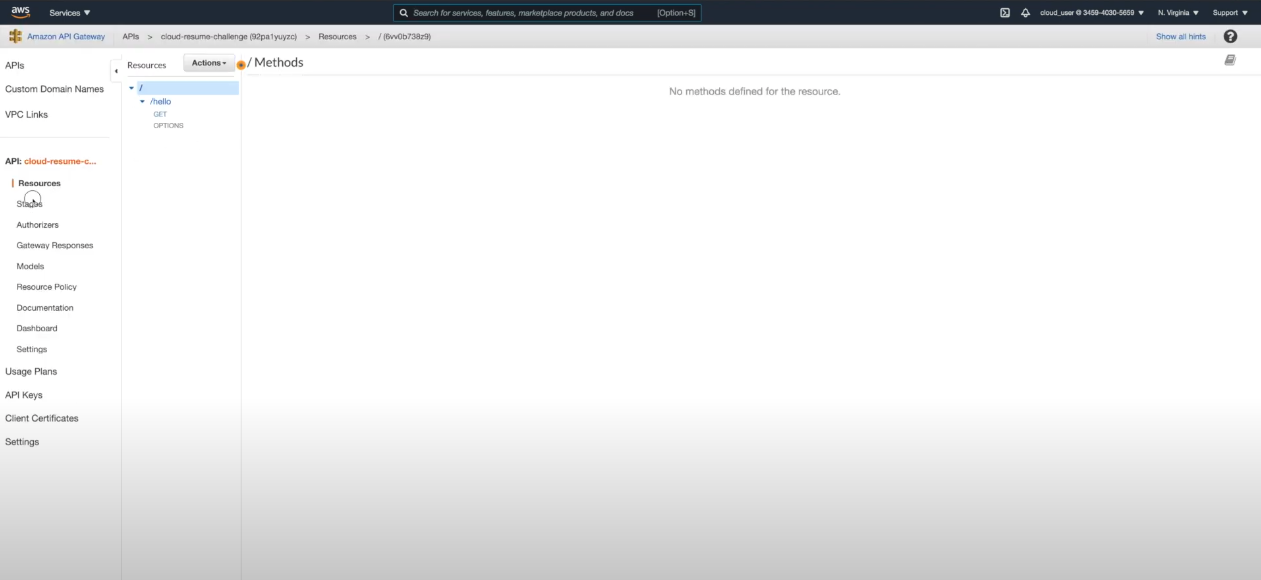 aws Services Search for services, features, marketplace products, and docs [Option+S] cloud_user @ 3459-4030-5659 N. Virginia Support
Amazon API Gateway APIs > cloud-resume-challenge (92pa1yuyzc) > Resources > / (6vv0b738z9) Show all hints ?
APIs
Custom Domain Names
VPC Links
API: cloud-resume-c...
Resources
Stages
Authorizers
Gateway Responses
Models
Resource Policy
Documentation
Dashboard
Settings
Usage Plans
API Keys
Client Certificates
Settings
Resources Actions
/
/hello
GET
OPTIONS
/ Methods
No methods defined for the resource.